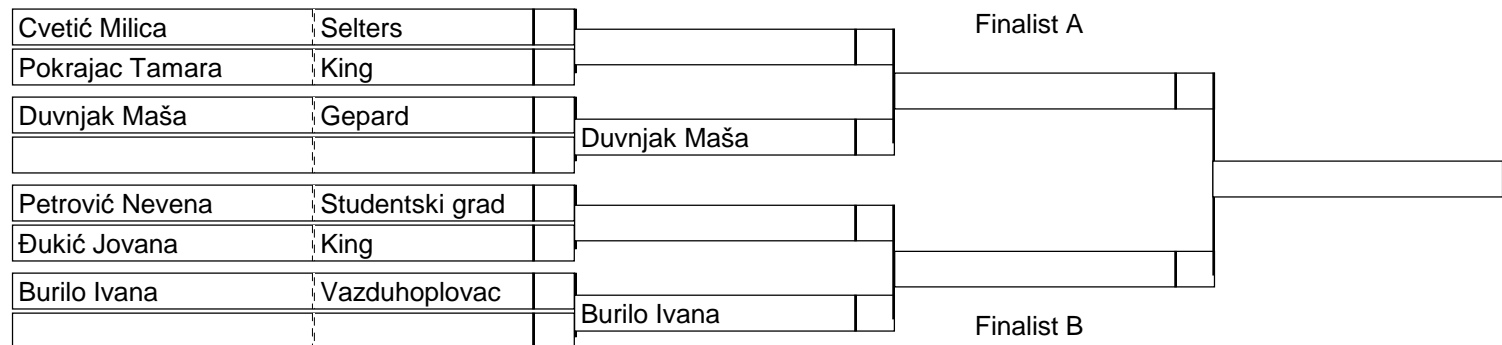 Cvetić Milica Selters
Finalist A
Pokrajac Tamara King
Duvnjak Maša Gepard
Duvnjak Maša
Petrović Nevena Studentski grad
Đukić Jovana King
Burilo Ivana Vazduhoplovac
Burilo Ivana
Finalist B